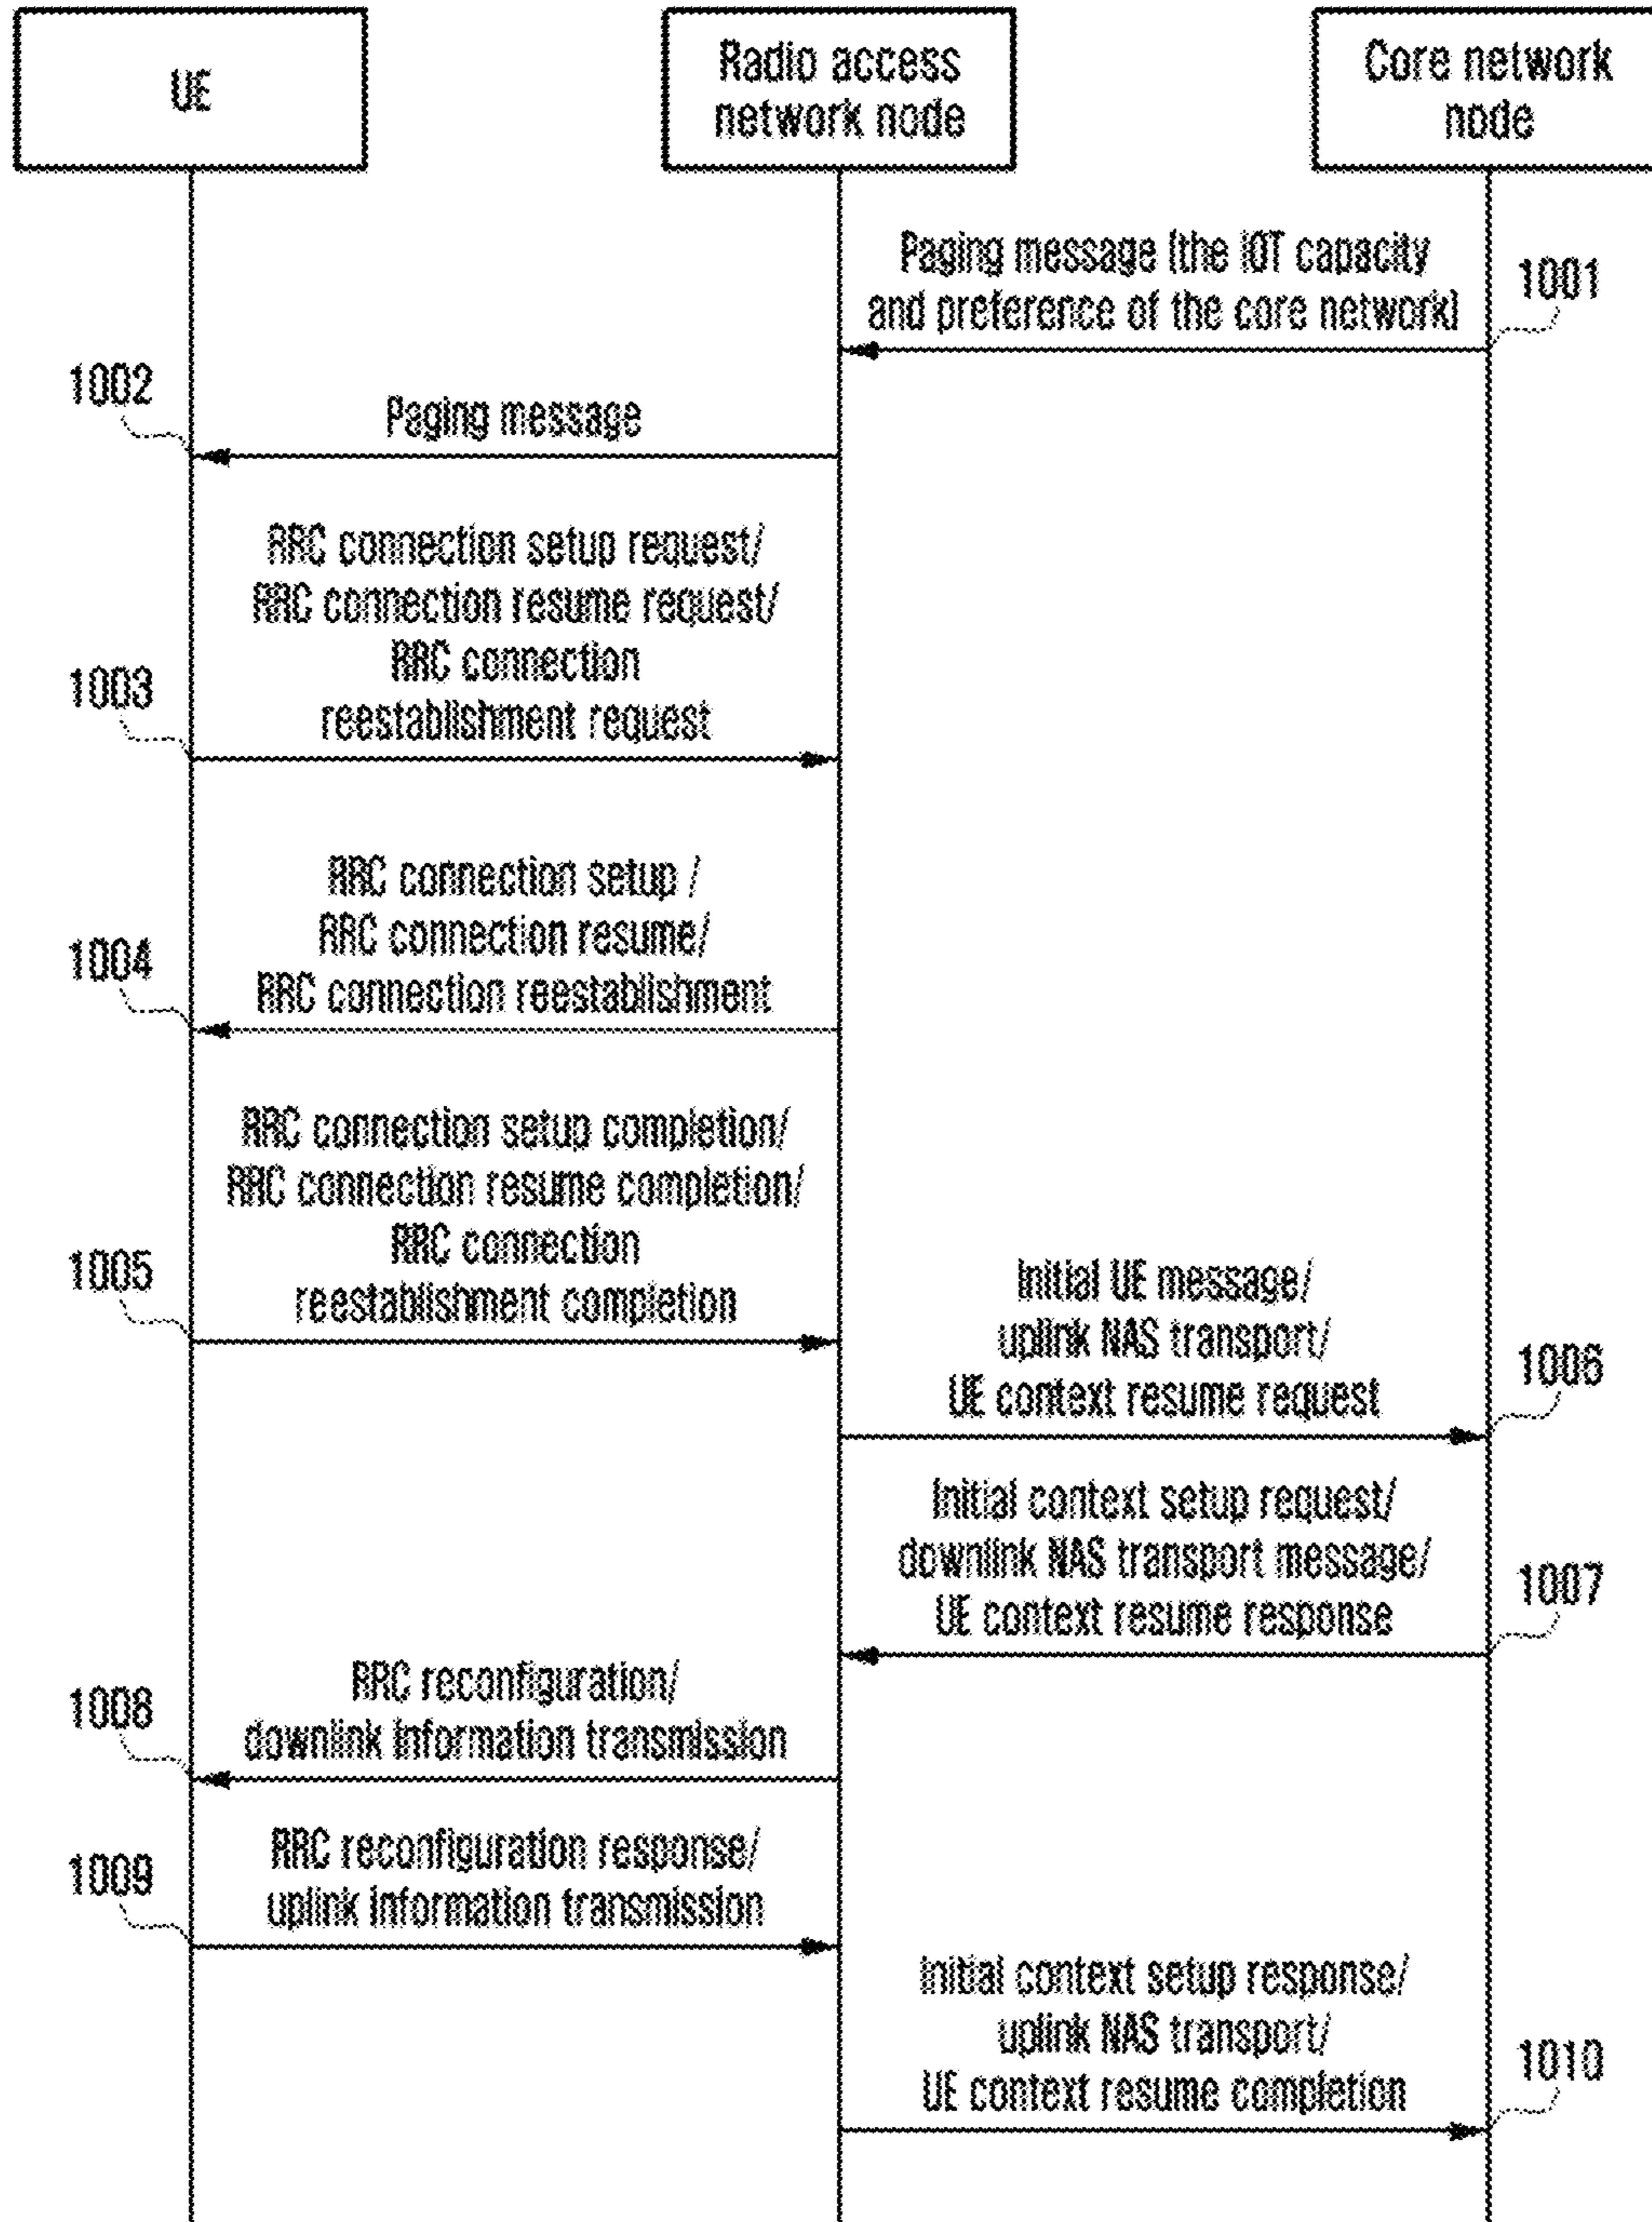 UE
Radio access
network node
Core network
node
Paging message (the IOT capacity
and preference of the core network)
1001
1002
Paging message
RRC connection setup request/
RRC connection resume request/
RRC connection
reestablishment request
1003
RRC connection setup /
RRC connection resume/
RRC connection reestablishment
1004
RRC connection setup completion/
RRC connection resume completion/
RRC connection
reestablishment completion
1005
Initial UE message/
uplink NAS transport/
UE context resume request
1006
Initial context setup request/
downlink NAS transport message/
UE context resume response
1007
RRC reconfiguration/
downlink information transmission
1008
RRC reconfiguration response/
uplink information transmission
1009
Initial context setup response/
uplink NAS transport/
UE context resume completion
1010